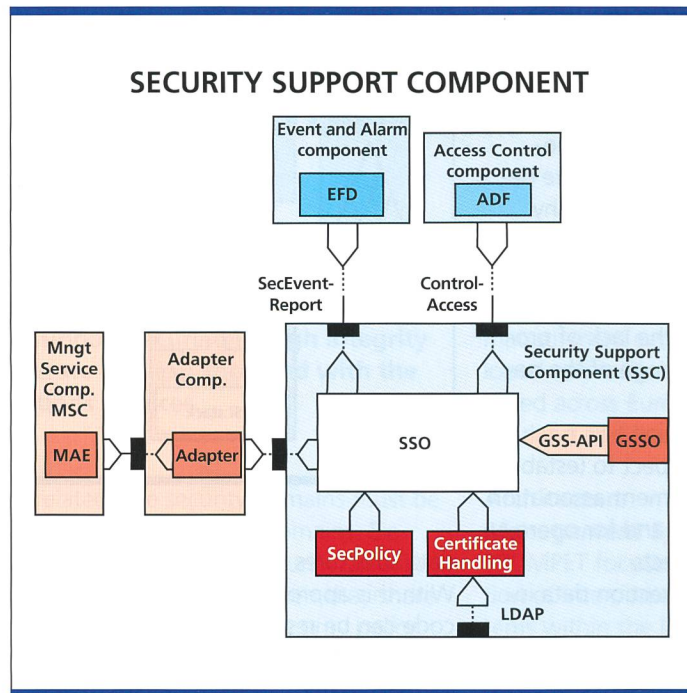 SECURITY SUPPORT COMPONENT
Event and Alarm
component
EFD
Access Control
component
ADF
SecEvent-
Report
Control-
Access
Mngt
Service
Comp.
MSC
MAE
Adapter
Comp.
Adapter
Security Support
Component (SSC)
SSO
GSS-API
GSSO
SecPolicy
Certificate
Handling
LDAP